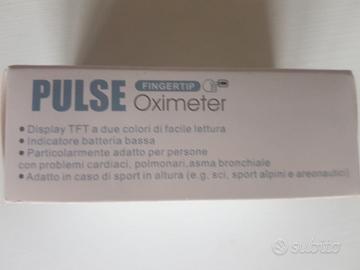 PULSE FINGERTIP
Oximeter
• Display TFT a due colori di facile lettura
• Indicatore batteria bassa
• Particolarmente adatto per persone
con problemi cardiaci, polmonari,asma bronchiale
• Adatto in caso di sport in altura (e.g. sci, sport alpini e areonautici)
subito